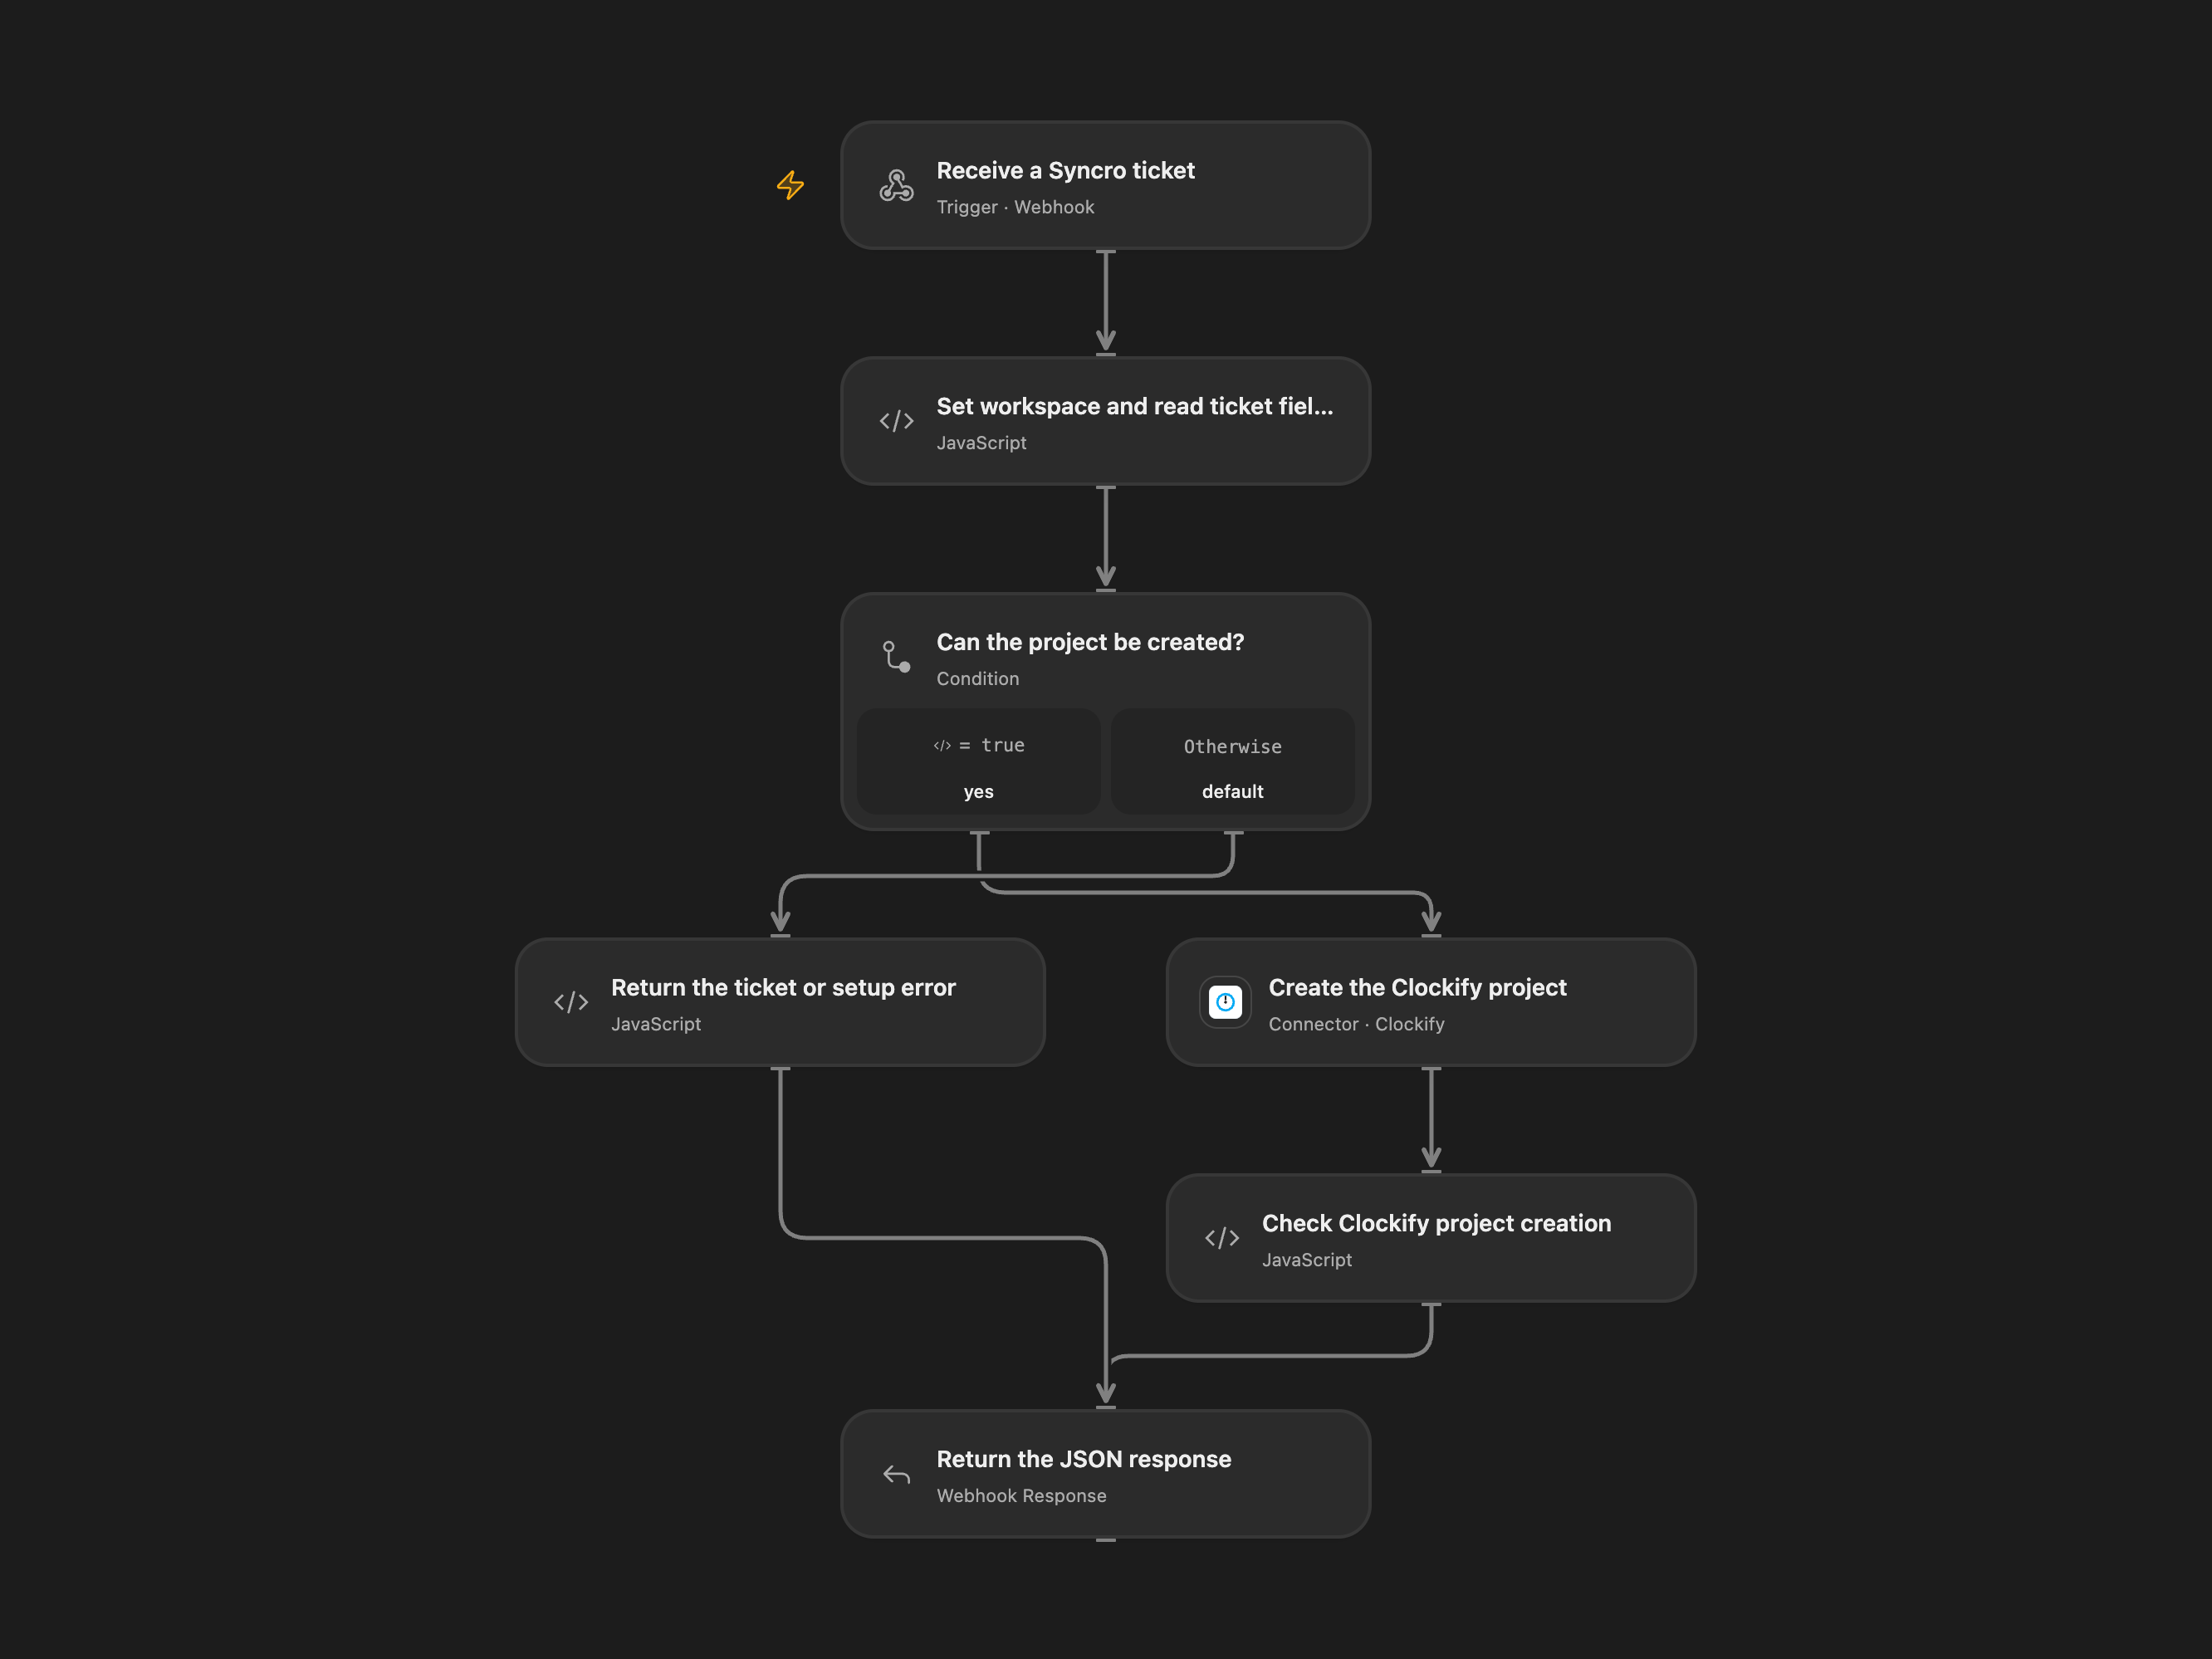 Receive a Syncro ticket
Trigger · Webhook
Set workspace and read ticket fiel...
JavaScript
Can the project be created?
Condition
</> = true
yes
Otherwise
default
Return the ticket or setup error
JavaScript
Create the Clockify project
Connector · Clockify
Check Clockify project creation
JavaScript
Return the JSON response
Webhook Response